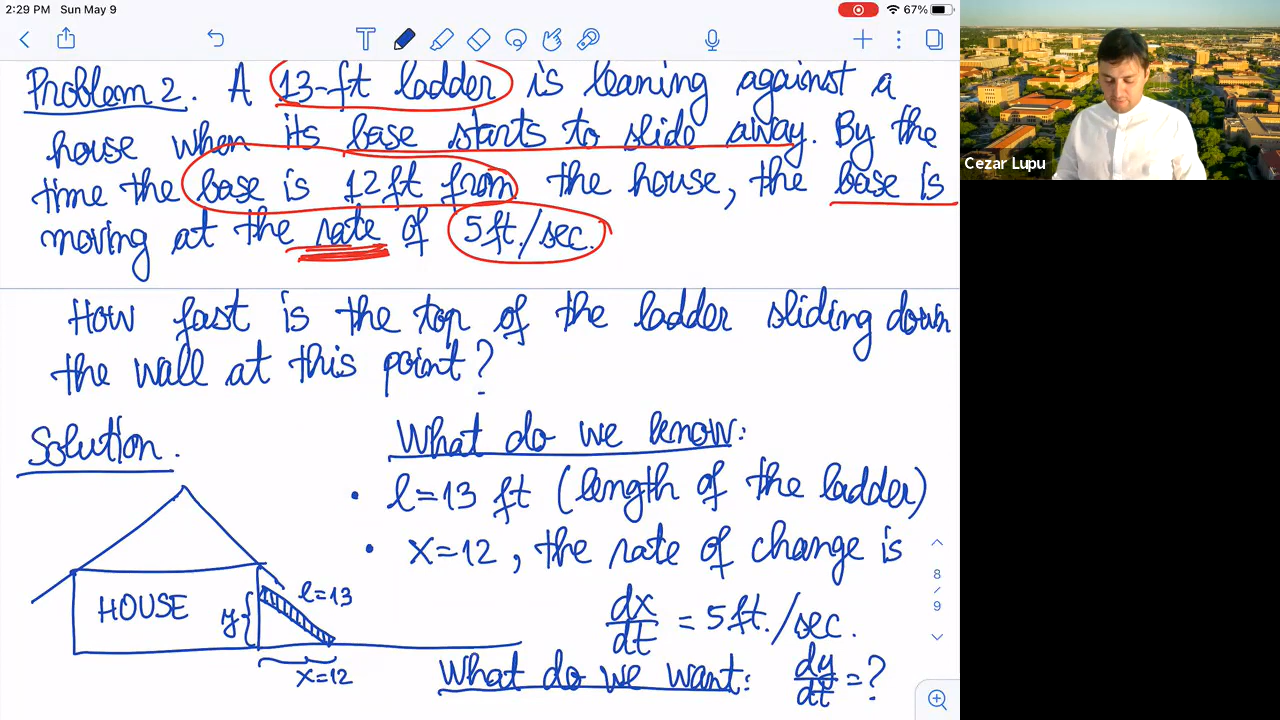 2:29 PM Sun May 9
67%
Problem 2. A 13-ft ladder is leaning against a
house when its base starts to slide away. By the
time the base is 12 ft from the house, the base is
moving at the rate of 5 ft./sec.
How fast is the top of the ladder sliding down
the wall at this point?
Solution.
What do we know:
• l=13 ft (length of the ladder)
• x=12, the rate of change is
dx/dt = 5 ft./sec.
What do we want: dy/dt = ?
HOUSE
y
l=13
x=12
8
/
9
Cezar Lupu